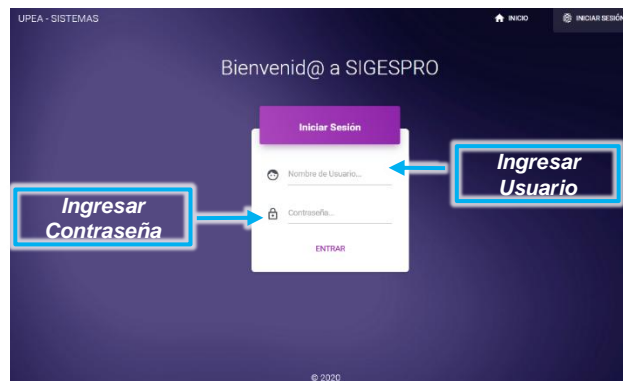 UPEA - SISTEMAS
INICIO
INICIAR SESIÓN
Bienvenid@ a SIGESPRO
Iniciar Sesión
Nombre de Usuario...
Ingresar
Usuario
Ingresar
Contraseña
Contraseña...
ENTRAR
© 2020